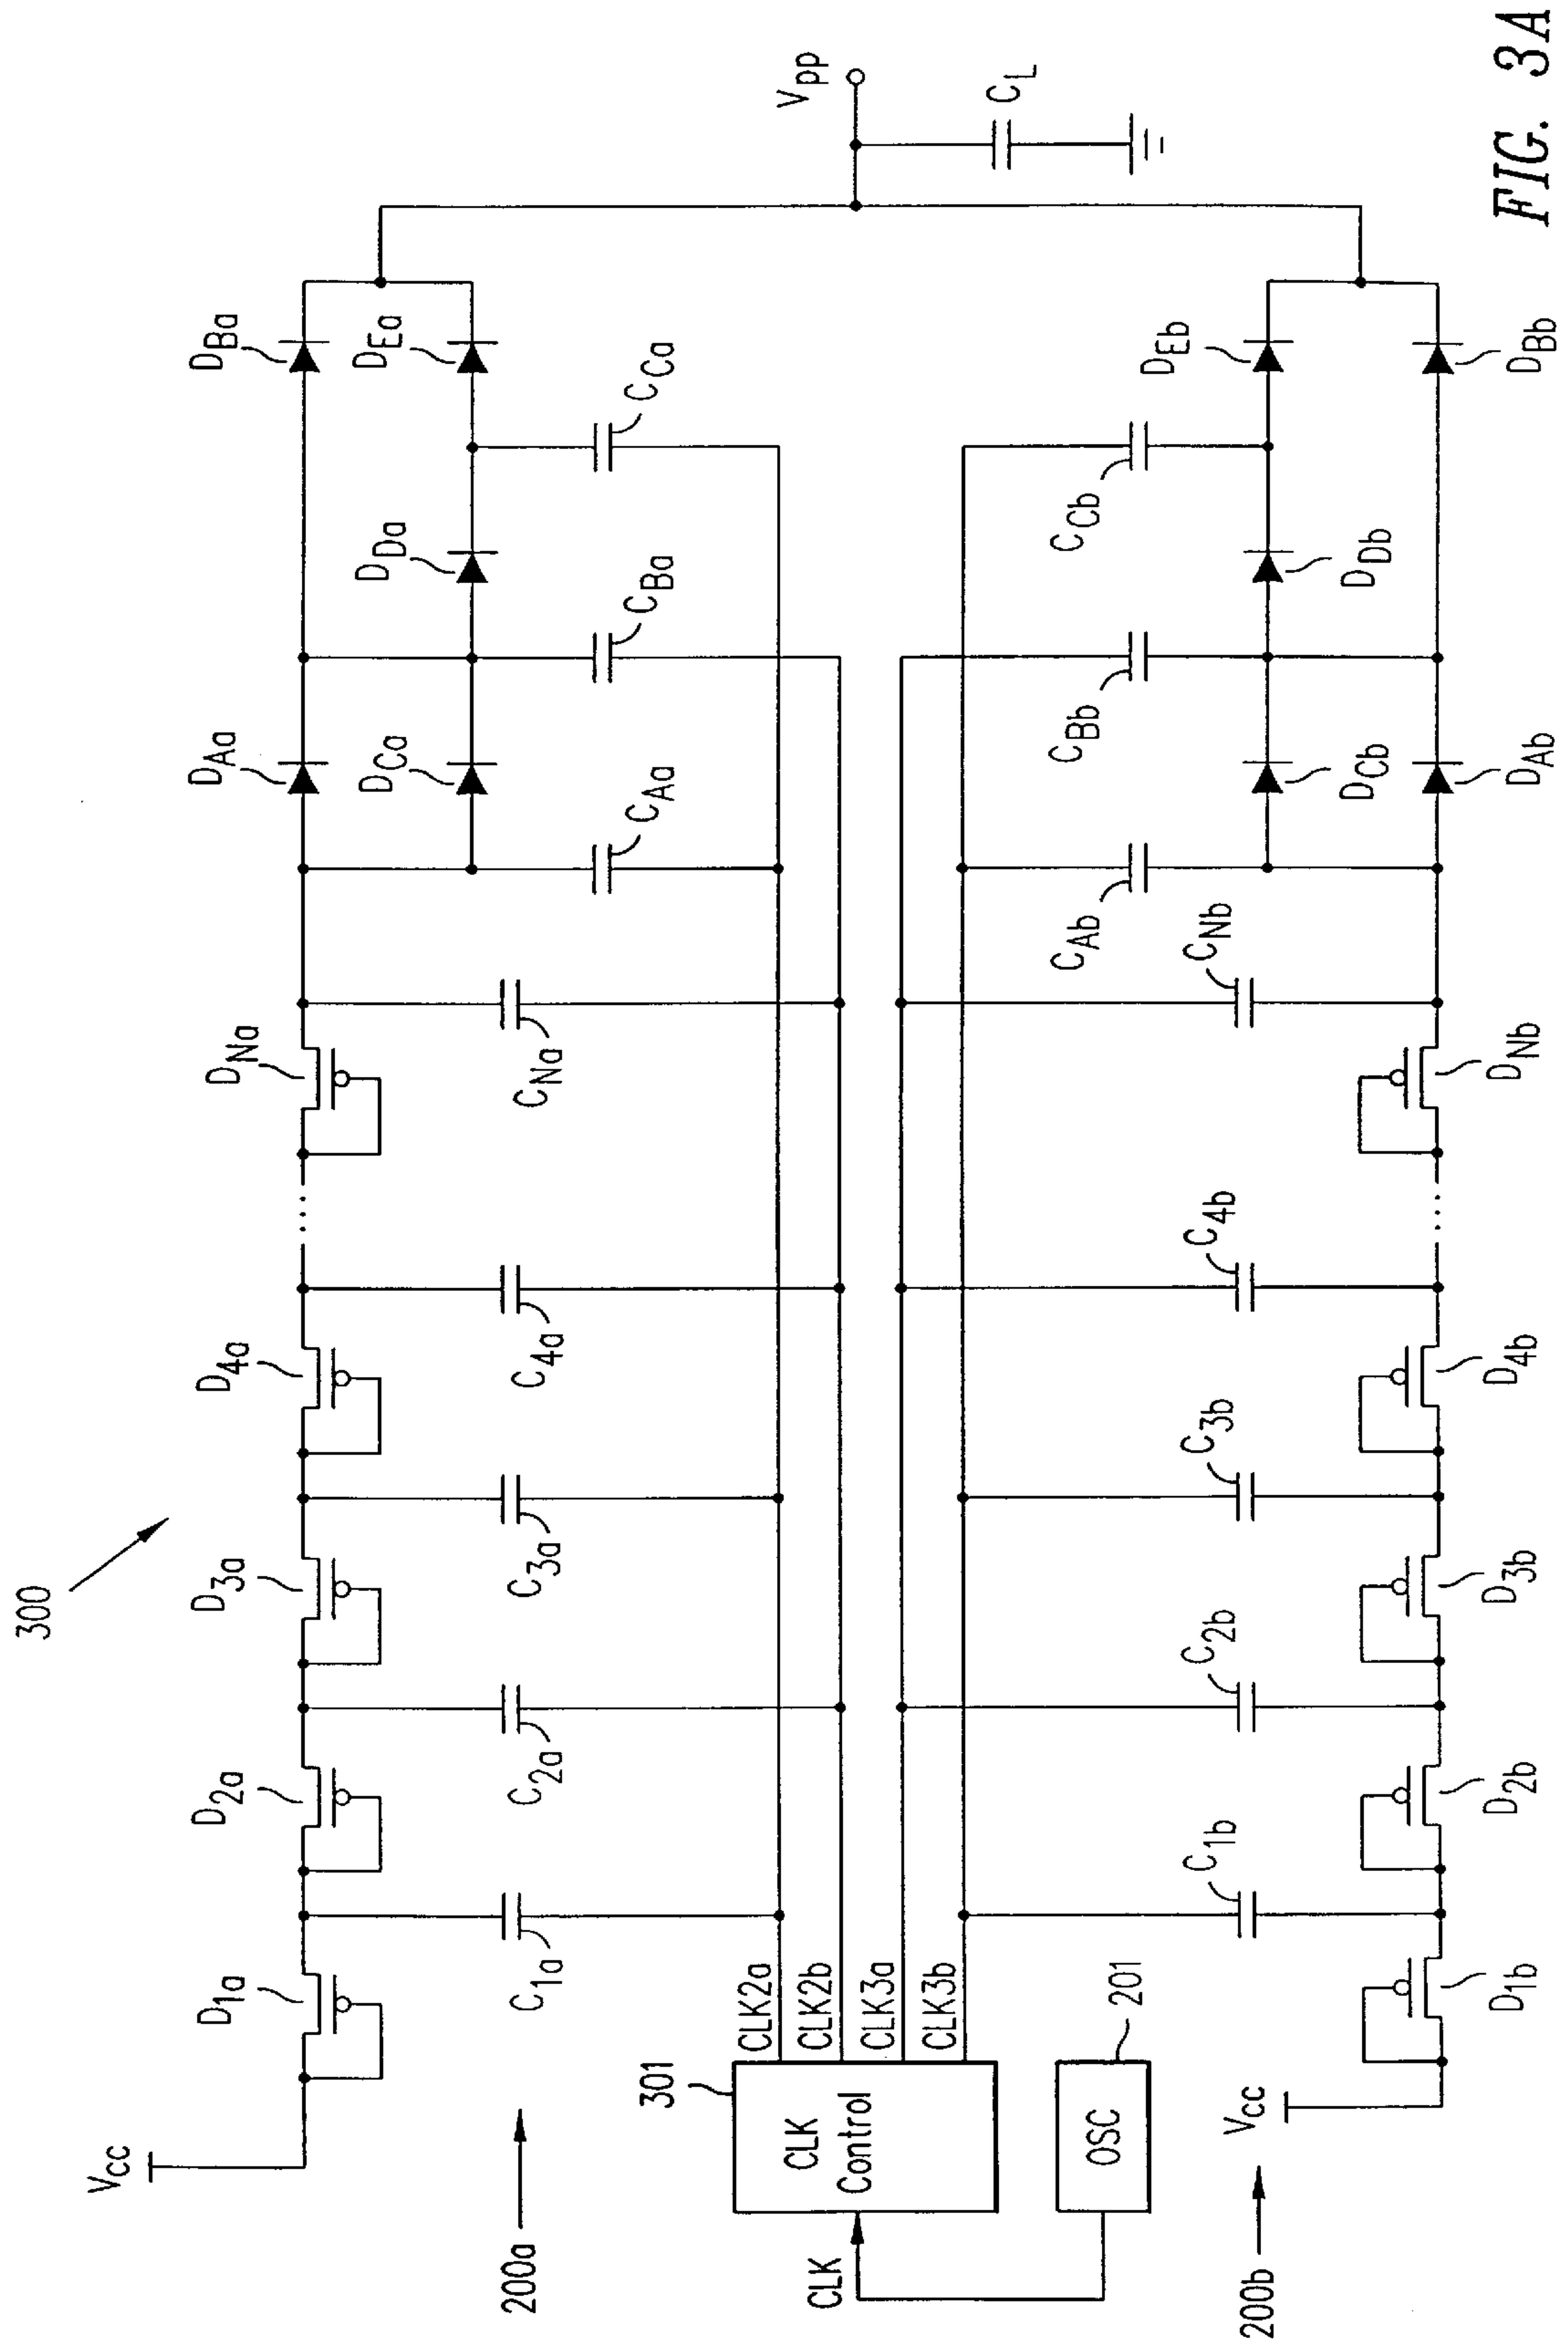 300
Vcc
D1a
D2a
D3a
D4a
DNa
DAa
DBa
DCa
DDa
DEa
200a
C1a
C2a
C3a
C4a
CNa
CAa
CBa
CCa
Vpp
CL
301
CLK
Control
CLK2a
CLK2b
CLK3a
CLK3b
CLK
OSC
201
200b
Vcc
C1b
C2b
C3b
C4b
CNb
CAb
CBb
CCb
DEb
DDb
DCb
D1b
D2b
D3b
D4b
DNb
DAb
DBb
FIG. 3A